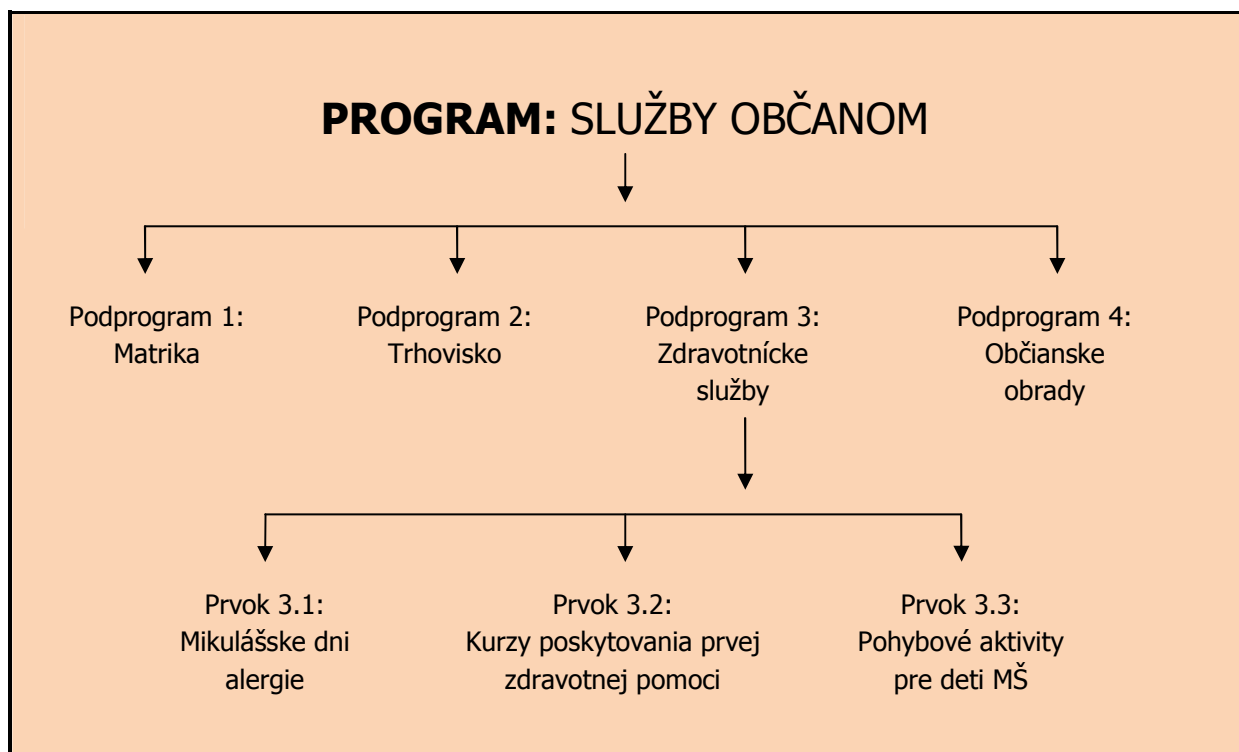 PROGRAM: SLUŽBY OBČANOM
Podprogram 1:
Matrika
Podprogram 2:
Trhovisko
Podprogram 3:
Zdravotnícke
služby
Podprogram 4:
Občianske
obrady
Prvok 3.1:
Mikulášske dni
alergie
Prvok 3.2:
Kurzy poskytovania prvej
zdravotnej pomoci
Prvok 3.3:
Pohybové aktivity
pre deti MŠ